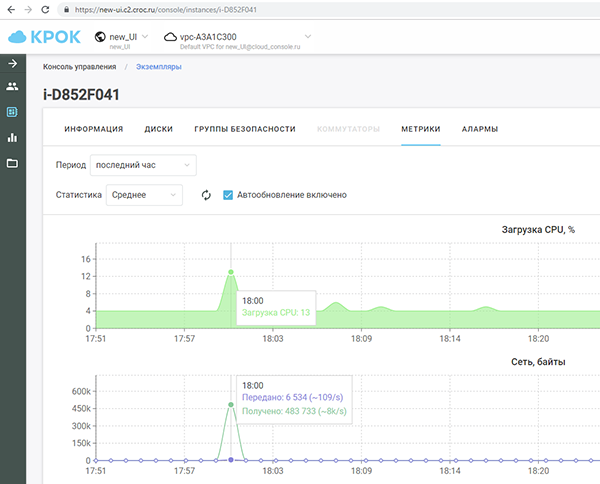 https://new-ui.c2.croc.ru/console/instances/i-D852F041
КРОК
new_UI
new_UI
vpc-A3A1C300
Default VPC for new_UI@cloud_console.ru
Консоль управления / Экземпляры
i-D852F041
ИНФОРМАЦИЯ ДИСКИ ГРУППЫ БЕЗОПАСНОСТИ КОММУТАТОРЫ МЕТРИКИ АЛАРМЫ
Период последний час
Статистика Среднее Автообновление включено
Загрузка CPU, %
16
12
8
4
0
18:00
Загрузка CPU: 13
17:51 17:57 18:03 18:09 18:14 18:20
Сеть, байты
600k
450k
300k
150k
0
18:00
Передано: 6 534 (~109/s)
Получено: 483 733 (~8k/s)
17:51 17:57 18:03 18:09 18:14 18:20